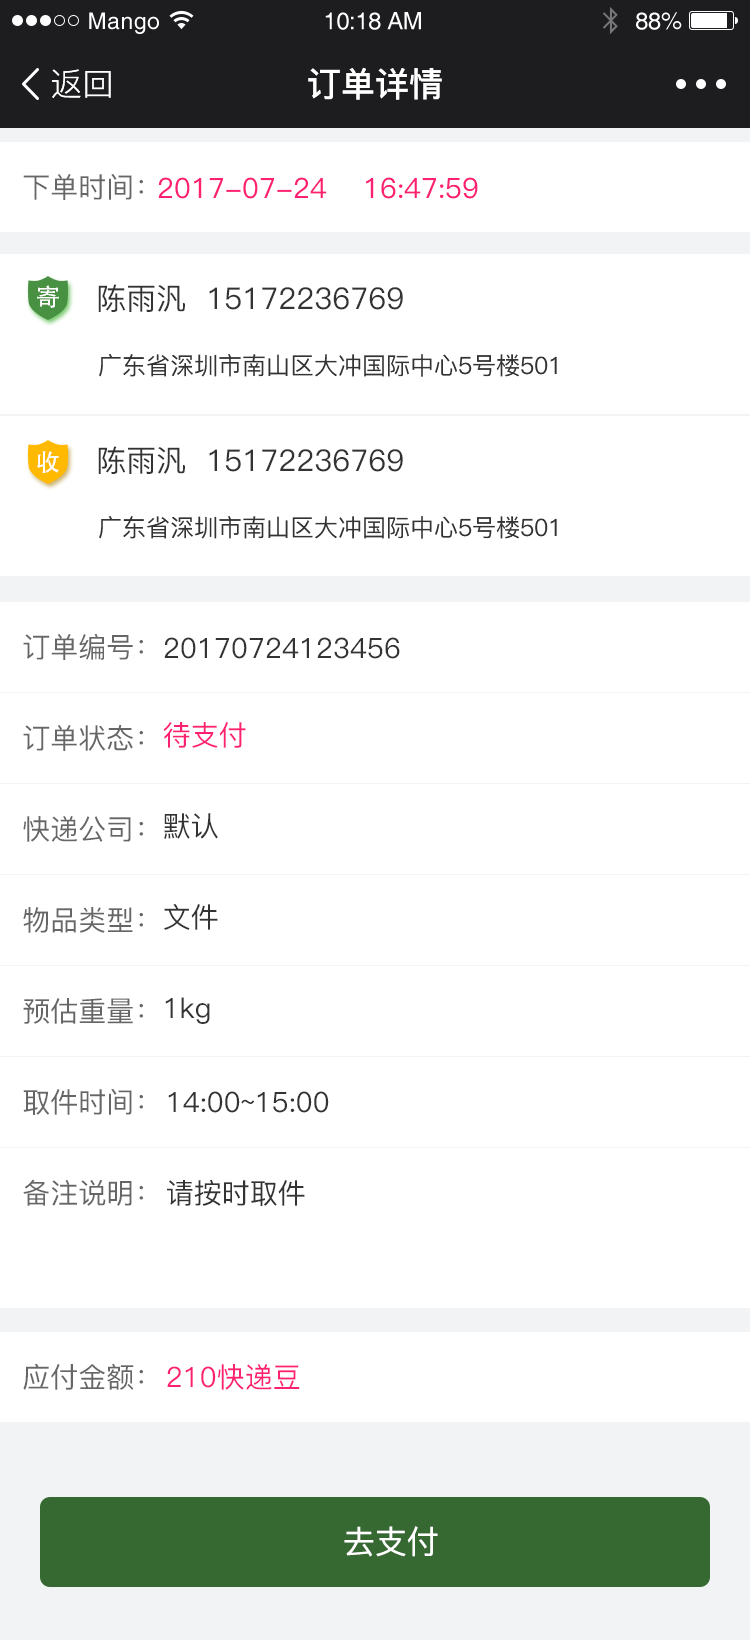 Mango 10:18 AM 88%
返回 订单详情
下单时间: 2017-07-24 16:47:59
寄 陈雨汎 15172236769
广东省深圳市南山区大冲国际中心5号楼501
收 陈雨汎 15172236769
广东省深圳市南山区大冲国际中心5号楼501
订单编号: 20170724123456
订单状态: 待支付
快递公司: 默认
物品类型: 文件
预估重量: 1kg
取件时间: 14:00~15:00
备注说明: 请按时取件
应付金额: 210快递豆
去支付